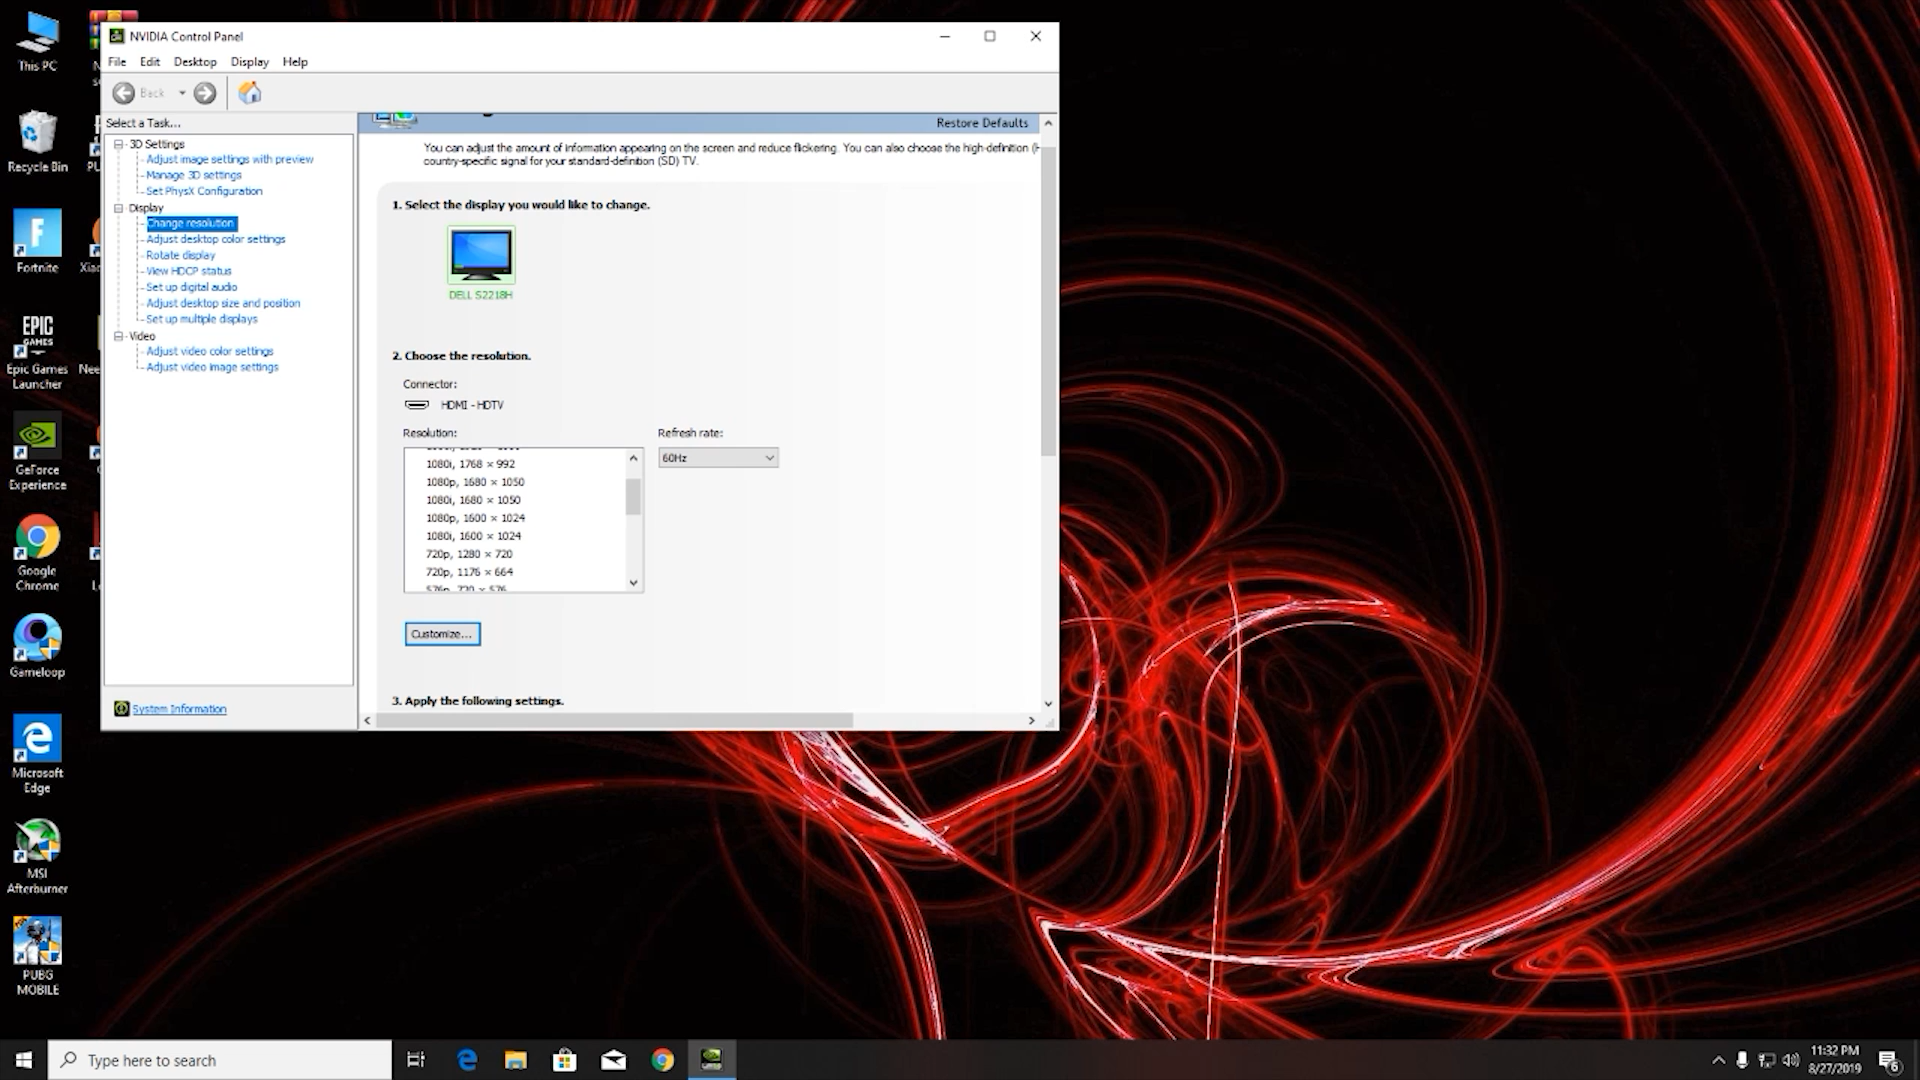 This PC
Recycle Bin
Fortnite
EPIC
GAMES
Epic Games
Launcher
GeForce
Experience
Google
Chrome
Gameloop
Microsoft
Edge
MSI
Afterburner
PUBG
MOBILE
NVIDIA Control Panel
File Edit Desktop Display Help
Back
Select a Task...
3D Settings
Adjust image settings with preview
Manage 3D settings
Set PhysX Configuration
Display
Change resolution
Adjust desktop color settings
Rotate display
View HDCP status
Set up digital audio
Adjust desktop size and position
Set up multiple displays
Video
Adjust video color settings
Adjust video image settings
System Information
Restore Defaults
You can adjust the amount of information appearing on the screen and reduce flickering. You can also choose the high-definition
country-specific signal for your standard-definition (SD) TV.
1. Select the display you would like to change.
DELL S2218H
2. Choose the resolution.
Connector:
HDMI - HDTV
Resolution:
Refresh rate:
60Hz
1080i, 1768 × 992
1080p, 1680 × 1050
1080i, 1680 × 1050
1080p, 1600 × 1024
1080i, 1600 × 1024
720p, 1280 × 720
720p, 1176 × 664
576p, 720 × 576
Customize...
3. Apply the following settings.
Type here to search
11:32 PM
8/27/2019
6